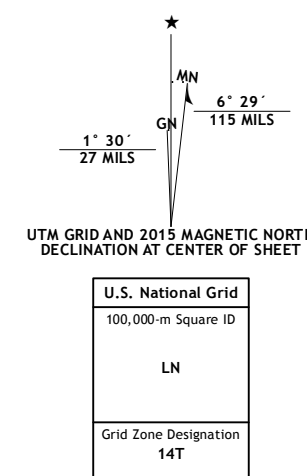 MN
GN
6° 29´
115 MILS
1° 30´
27 MILS
UTM GRID AND 2015 MAGNETIC NORTH
DECLINATION AT CENTER OF SHEET
U.S. National Grid
100,000-m Square ID
LN
Grid Zone Designation
14T